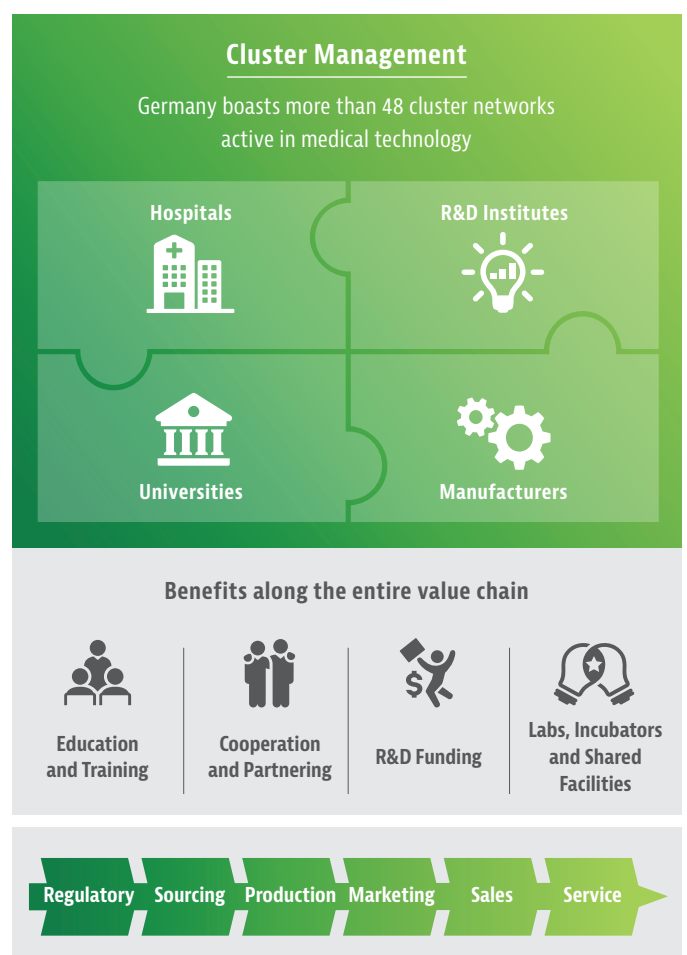 Cluster Management
Germany boasts more than 48 cluster networks
active in medical technology
Hospitals
R&D Institutes
Universities
Manufacturers
Benefits along the entire value chain
Education
and Training
Cooperation
and Partnering
R&D Funding
Labs, Incubators
and Shared
Facilities
Regulatory
Sourcing
Production
Marketing
Sales
Service